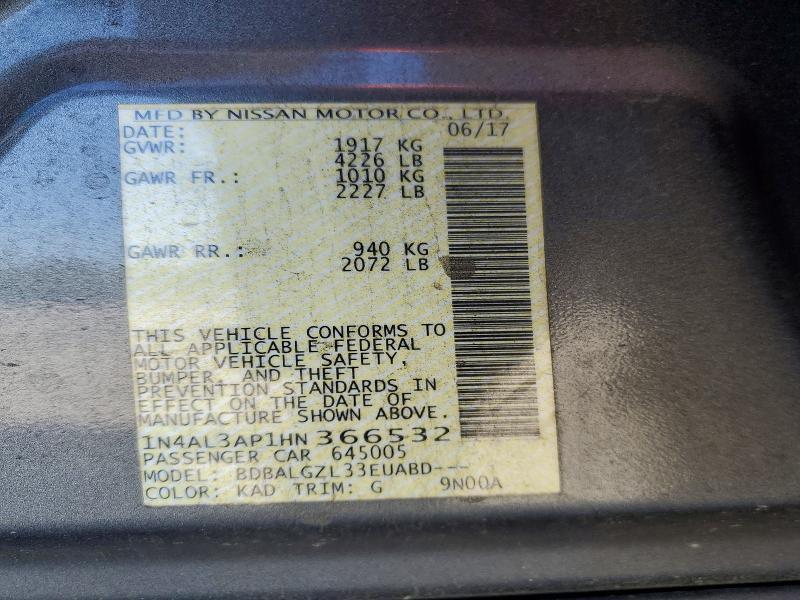 MFD BY NISSAN MOTOR CO., LTD.
DATE: 06/17
GVWR: 1917 KG
4226 LB
GAWR FR.: 1010 KG
2227 LB
GAWR RR.: 940 KG
2072 LB
THIS VEHICLE CONFORMS TO
ALL APPLICABLE FEDERAL
MOTOR VEHICLE SAFETY,
BUMPER, AND THEFT
PREVENTION STANDARDS IN
EFFECT ON THE DATE OF
MANUFACTURE SHOWN ABOVE.
1N4AL3AP1HN 366532
PASSENGER CAR 645005
MODEL: BDBALGZL33EUABD---
COLOR: KAD TRIM: G 9N00A